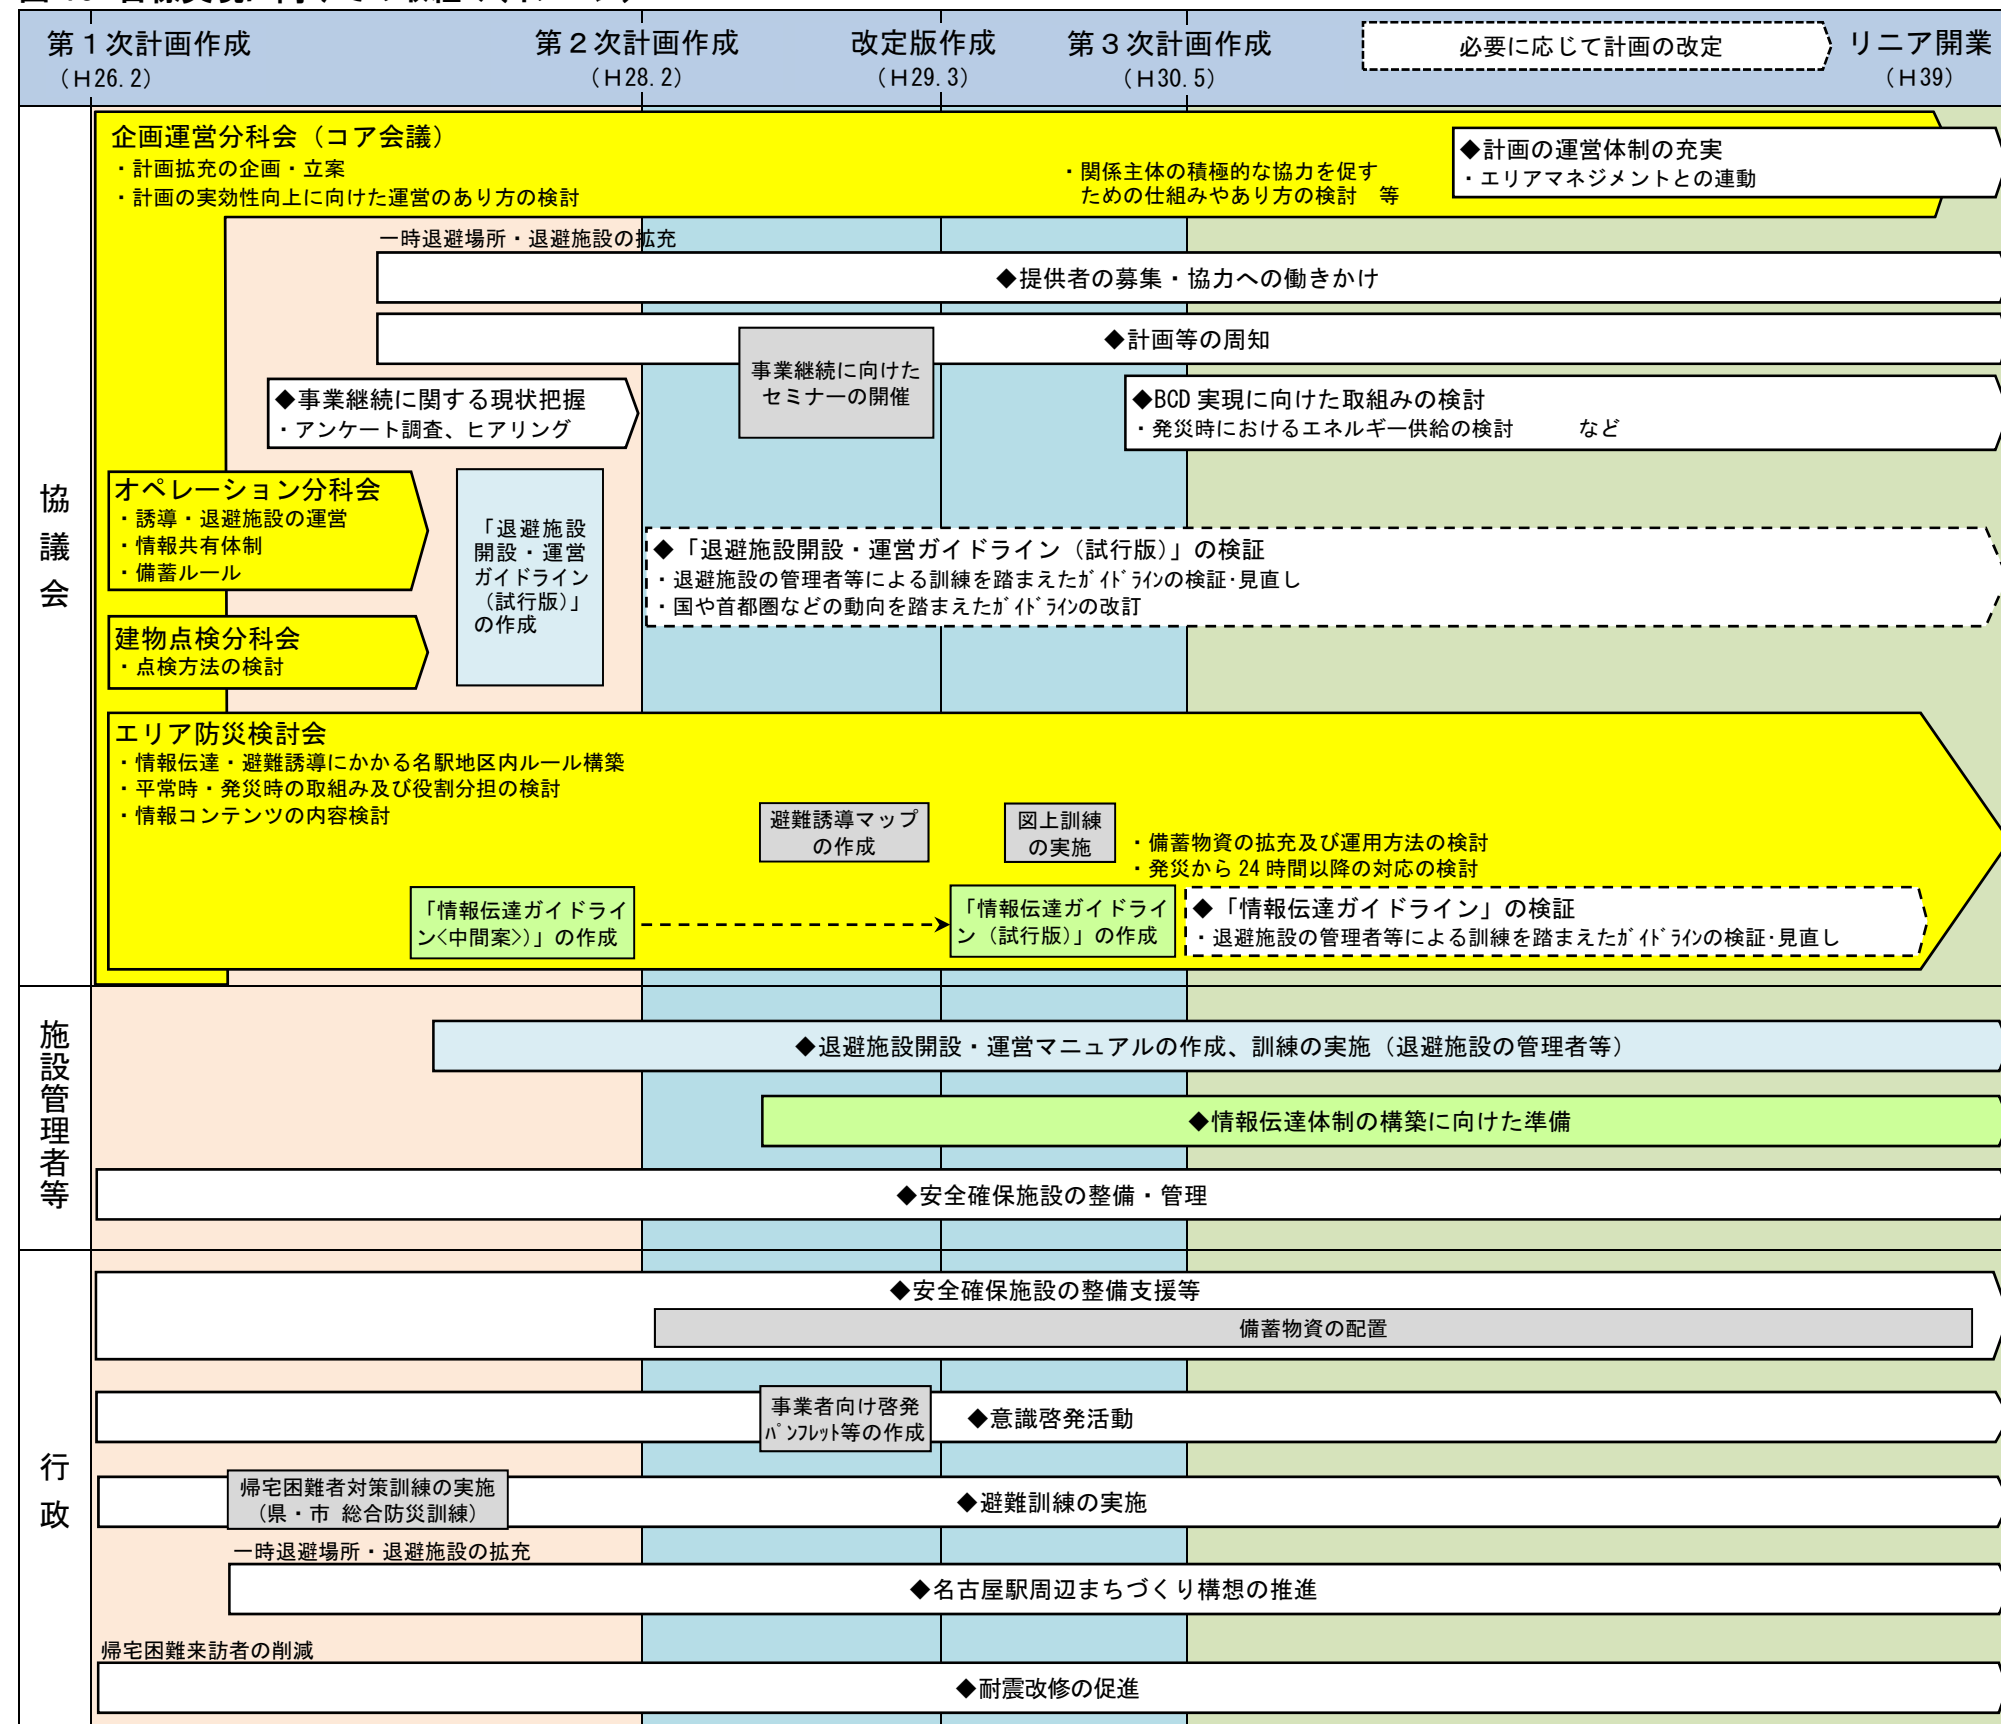 第１次計画作成
（H26.2）
第２次計画作成
（H28.2）
改定版作成
（H29.3）
第３次計画作成
（H30.5）
必要に応じて計画の改定
リニア開業
（H39）
協議会
企画運営分科会（コア会議）
・計画拡充の企画・立案
・計画の実効性向上に向けた運営のあり方の検討
・関係主体の積極的な協力を促す
ための仕組みやあり方の検討　等
◆計画の運営体制の充実
・エリアマネジメントとの連動
一時退避場所・退避施設の拡充
◆提供者の募集・協力への働きかけ
◆計画等の周知
事業継続に向けた
セミナーの開催
◆事業継続に関する現状把握
・アンケート調査、ヒアリング
◆BCD実現に向けた取組みの検討
・発災時におけるエネルギー供給の検討　　など
オペレーション分科会
・誘導・退避施設の運営
・情報共有体制
・備蓄ルール
「退避施設
開設・運営
ガイドライン
（試行版）」
の作成
◆「退避施設開設・運営ガイドライン（試行版）」の検証
・退避施設の管理者等による訓練を踏まえたｶﾞｲﾄﾞﾗｲﾝの検証・見直し
・国や首都圏などの動向を踏まえたｶﾞｲﾄﾞﾗｲﾝの改訂
建物点検分科会
・点検方法の検討
エリア防災検討会
・情報伝達・避難誘導にかかる名駅地区内ルール構築
・平常時・発災時の取組み及び役割分担の検討
・情報コンテンツの内容検討
避難誘導マップ
の作成
図上訓練
の実施
・備蓄物資の拡充及び運用方法の検討
・発災から24時間以降の対応の検討
「情報伝達ガイドライ
ン<中間案>)」の作成
「情報伝達ガイドライ
ン（試行版）」の作成
◆「情報伝達ガイドライン」の検証
・退避施設の管理者等による訓練を踏まえたｶﾞｲﾄﾞﾗｲﾝの検証・見直し
施設管理者等
◆退避施設開設・運営マニュアルの作成、訓練の実施（退避施設の管理者等）
◆情報伝達体制の構築に向けた準備
◆安全確保施設の整備・管理
行政
◆安全確保施設の整備支援等
備蓄物資の配置
事業者向け啓発
ﾊﾟﾝﾌﾚｯﾄ等の作成
◆意識啓発活動
帰宅困難者対策訓練の実施
（県・市 総合防災訓練）
◆避難訓練の実施
一時退避場所・退避施設の拡充
◆名古屋駅周辺まちづくり構想の推進
帰宅困難来訪者の削減
◆耐震改修の促進